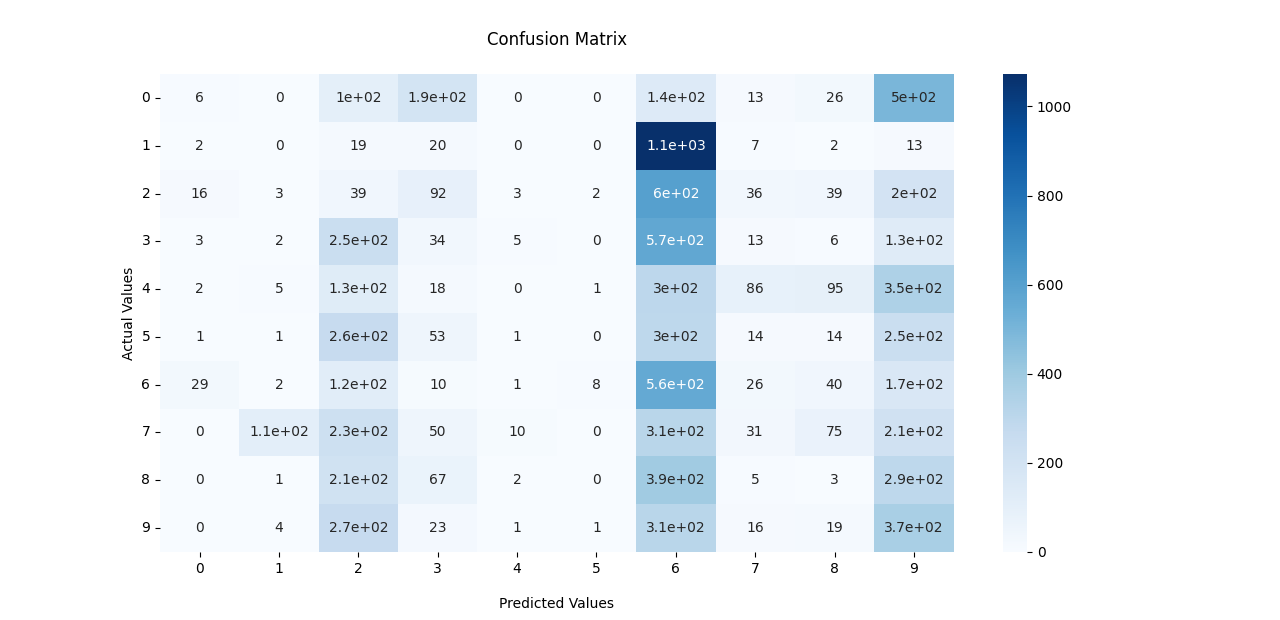 Confusion Matrix
0 6 0 1e+02 1.9e+02 0 0 1.4e+02 13 26 5e+02
1 2 0 19 20 0 0 1.1e+03 7 2 13
2 16 3 39 92 3 2 6e+02 36 39 2e+02
3 3 2 2.5e+02 34 5 0 5.7e+02 13 6 1.3e+02
4 2 5 1.3e+02 18 0 1 3e+02 86 95 3.5e+02
5 1 1 2.6e+02 53 1 0 3e+02 14 14 2.5e+02
6 29 2 1.2e+02 10 1 8 5.6e+02 26 40 1.7e+02
7 0 1.1e+02 2.3e+02 50 10 0 3.1e+02 31 75 2.1e+02
8 0 1 2.1e+02 67 2 0 3.9e+02 5 3 2.9e+02
9 0 4 2.7e+02 23 1 1 3.1e+02 16 19 3.7e+02
0 1 2 3 4 5 6 7 8 9
Predicted Values
Actual Values
1000
800
600
400
200
0